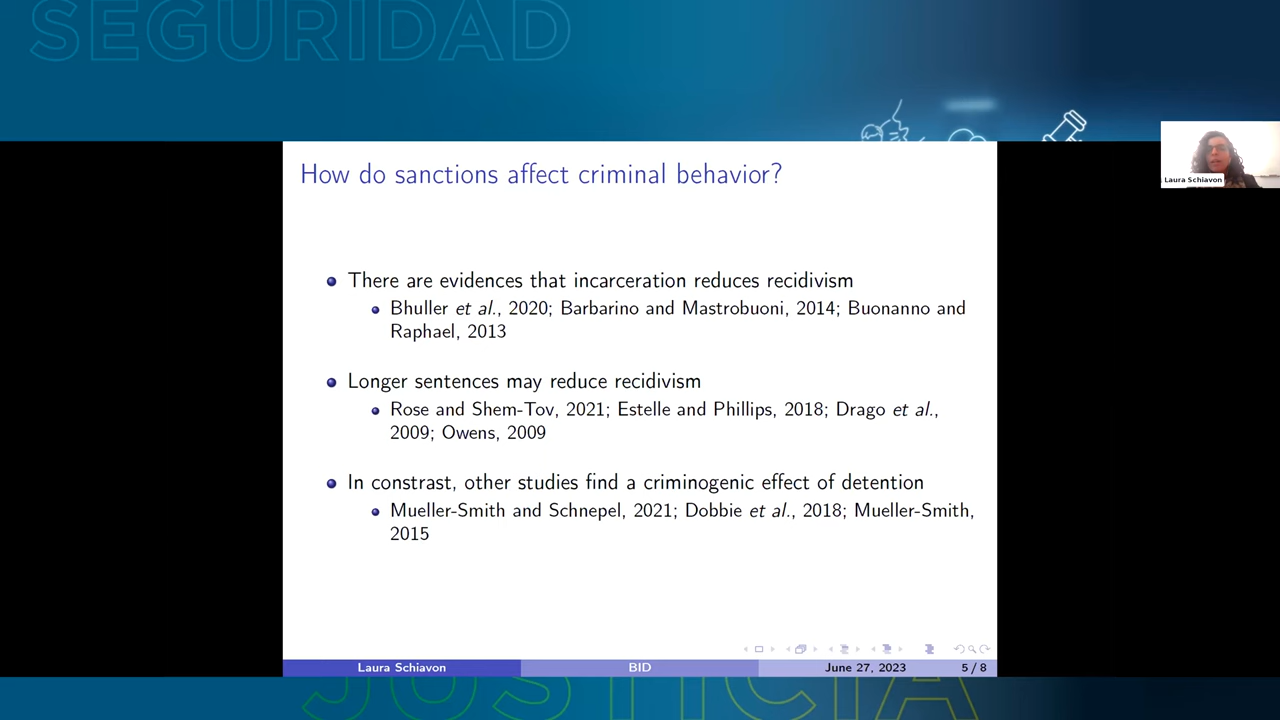 SEGURIDAD
Laura Schiavon
How do sanctions affect criminal behavior?
There are evidences that incarceration reduces recidivism
Bhuller et al., 2020; Barbarino and Mastrobuoni, 2014; Buonanno and
Raphael, 2013
Longer sentences may reduce recidivism
Rose and Shem-Tov, 2021; Estelle and Phillips, 2018; Drago et al.,
2009; Owens, 2009
In constrast, other studies find a criminogenic effect of detention
Mueller-Smith and Schnepel, 2021; Dobbie et al., 2018; Mueller-Smith,
2015
Laura Schiavon BID June 27, 2023 5 / 8
JUSTICIA